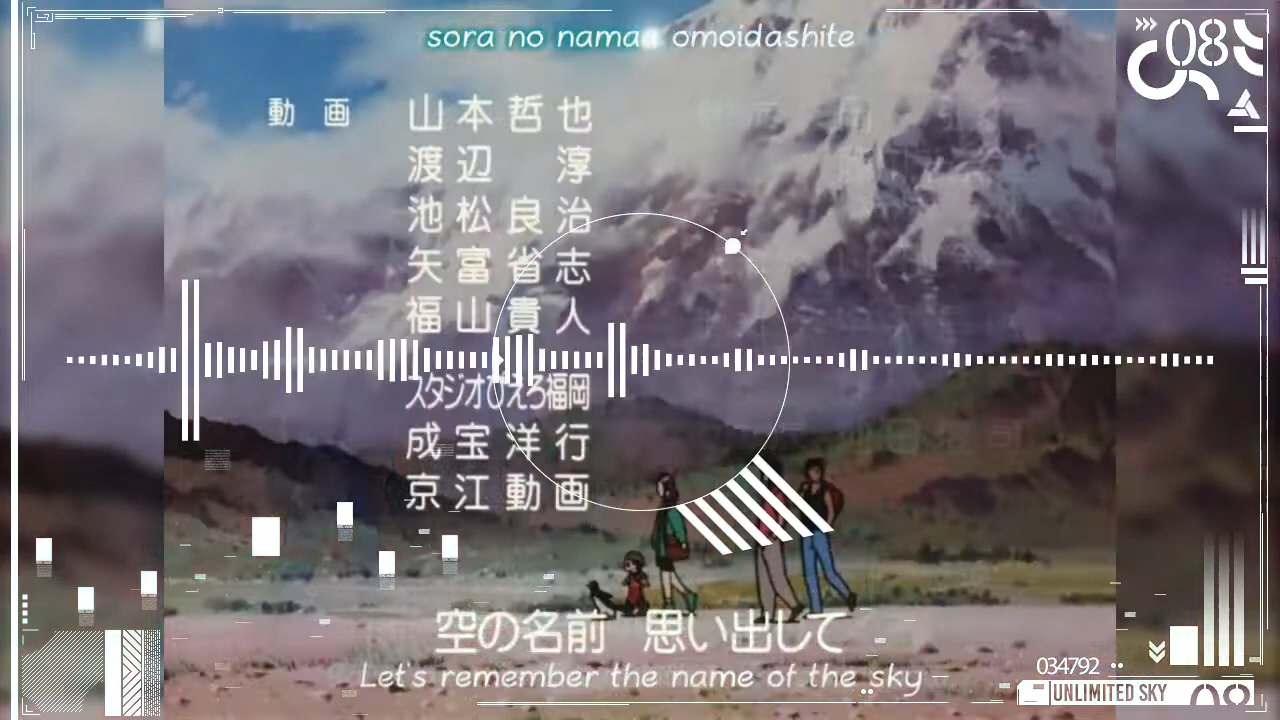 sora no namae omoidashite
08
動画 山本哲也
渡辺 淳
池松良治
矢富省志
福山貴人
スタジオぴえろ福岡
成宝洋行
京江動画
空の名前 思い出して
Let's remember the name of the sky
034792
UNLIMITED SKY
08